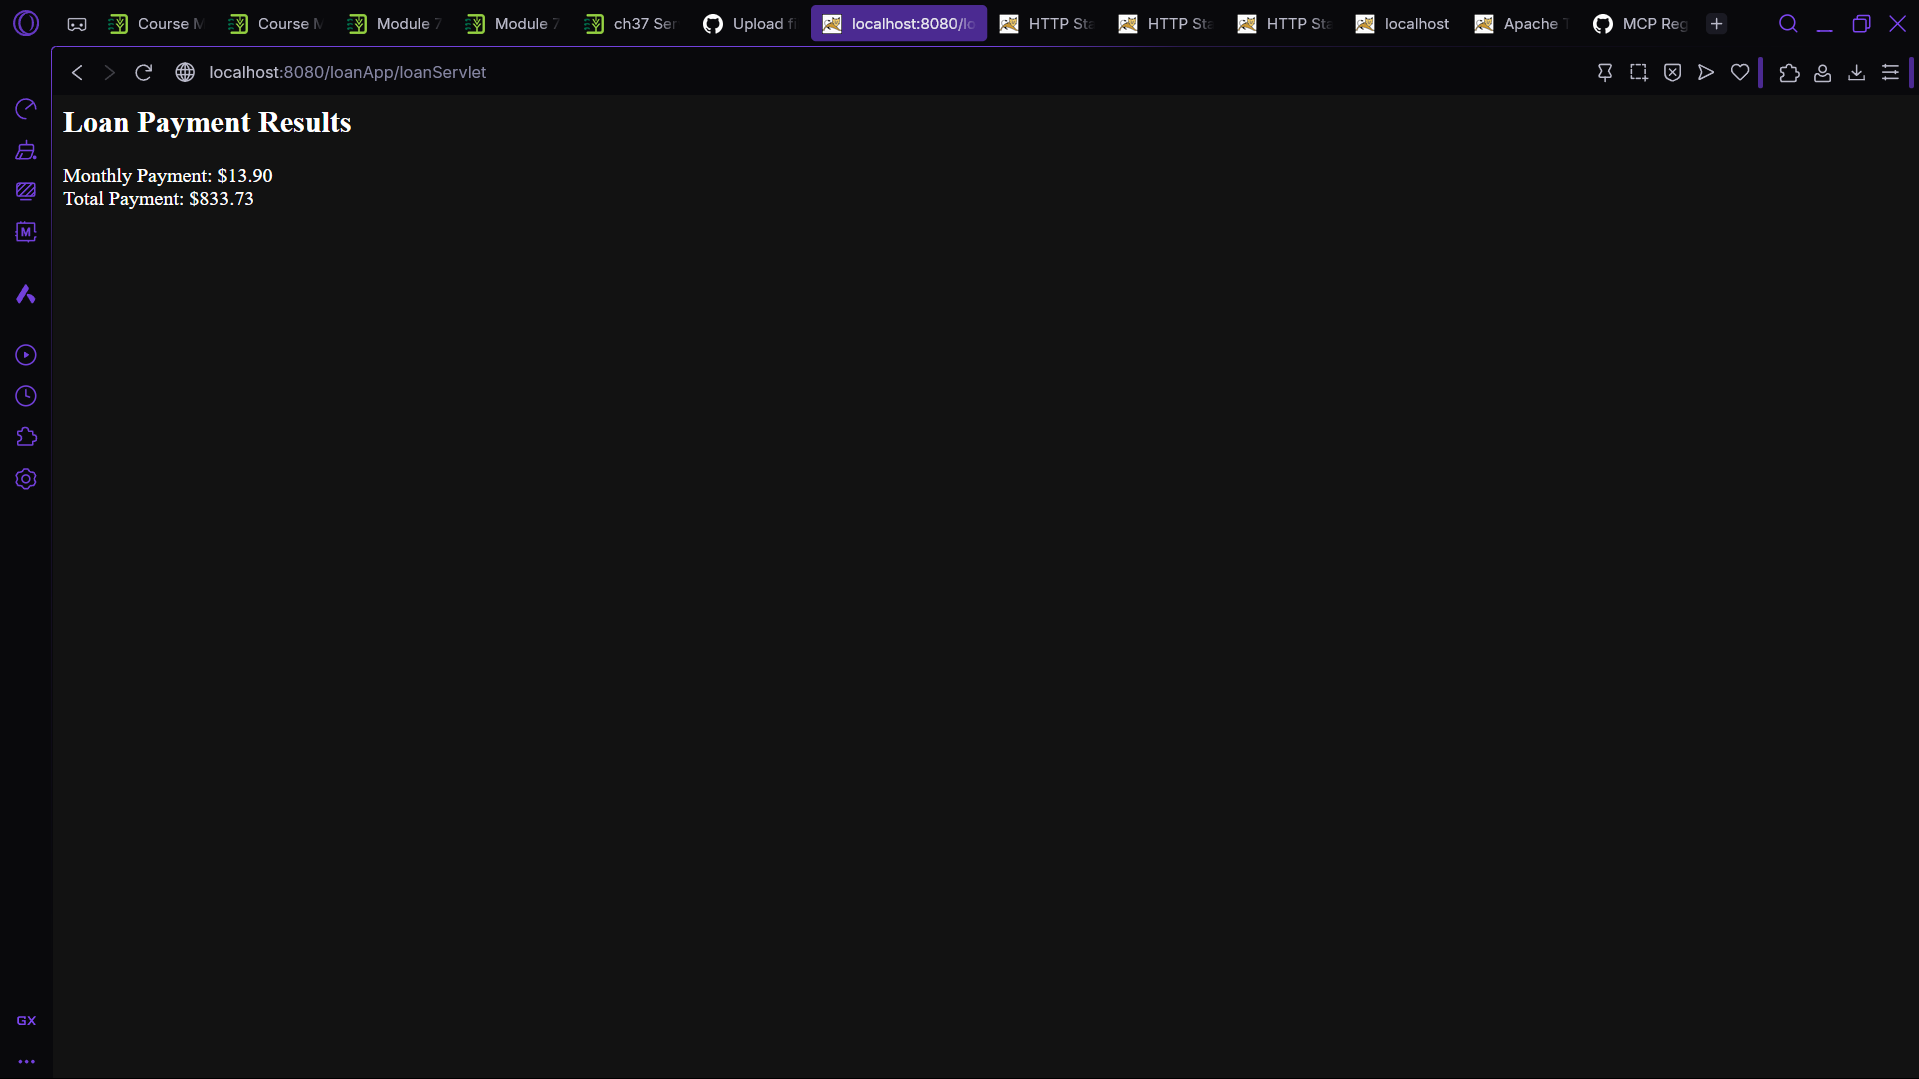 Course M
Course M
Module 7
Module 7
ch37 Ser
Upload fi
localhost:8080/lo
HTTP Sta
HTTP Sta
HTTP Sta
localhost
Apache T
MCP Reg
localhost:8080/loanApp/loanServlet
Loan Payment Results
Monthly Payment: $13.90
Total Payment: $833.73
M
GX